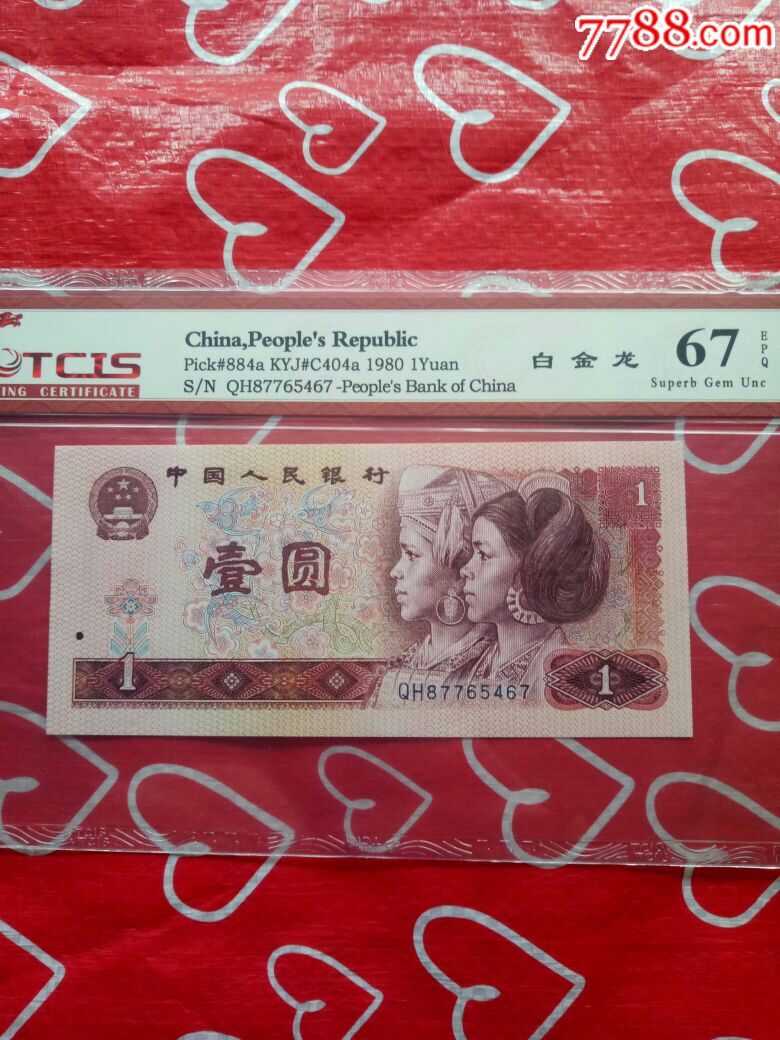 7788.com
China,People's Republic
TCIS
Pick#884a KYJ#C404a 1980 1Yuan
白金龙
67
EPQ
ING CERTIFICATE
S/N QH87765467 -People's Bank of China
Superb Gem Unc
中国人民银行
1
壹圆
QH87765467
1
1